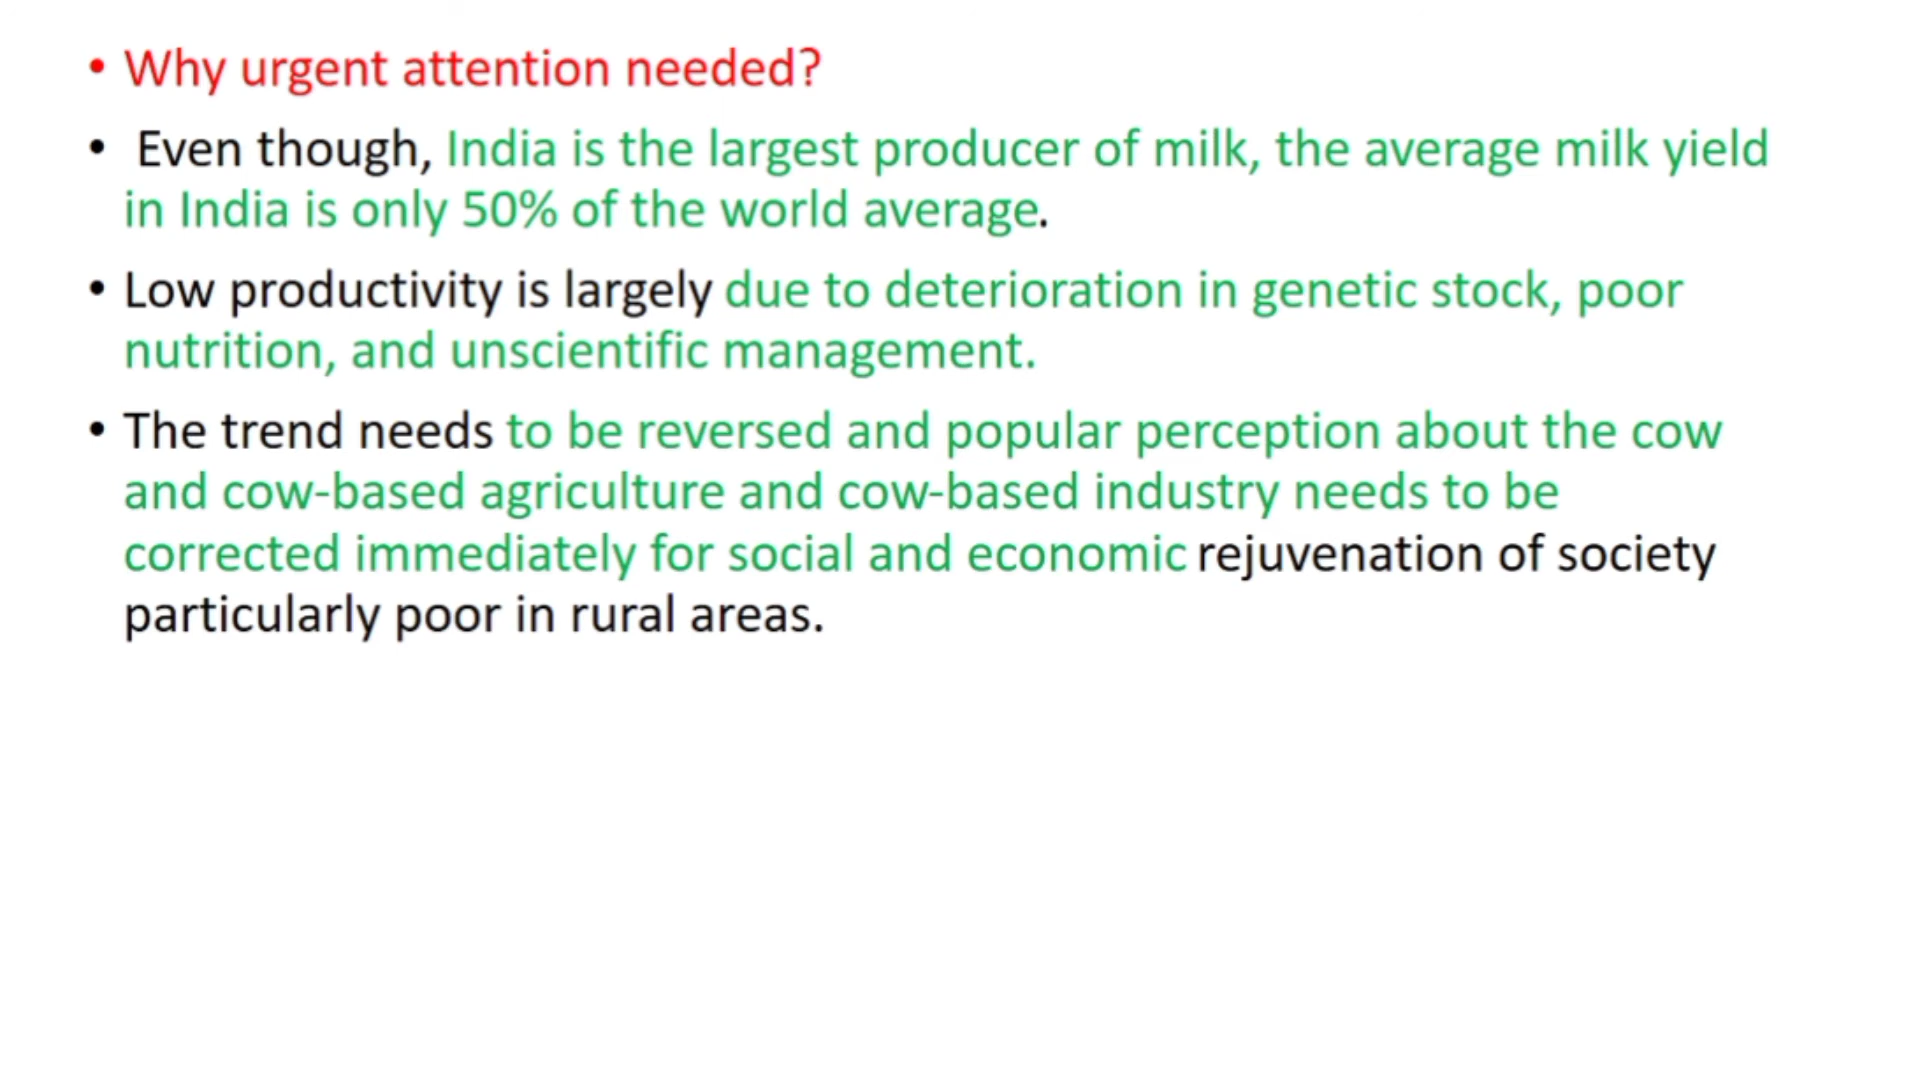 • Why urgent attention needed?
• Even though, India is the largest producer of milk, the average milk yield
in India is only 50% of the world average.
• Low productivity is largely due to deterioration in genetic stock, poor
nutrition, and unscientific management.
• The trend needs to be reversed and popular perception about the cow
and cow-based agriculture and cow-based industry needs to be
corrected immediately for social and economic rejuvenation of society
particularly poor in rural areas.